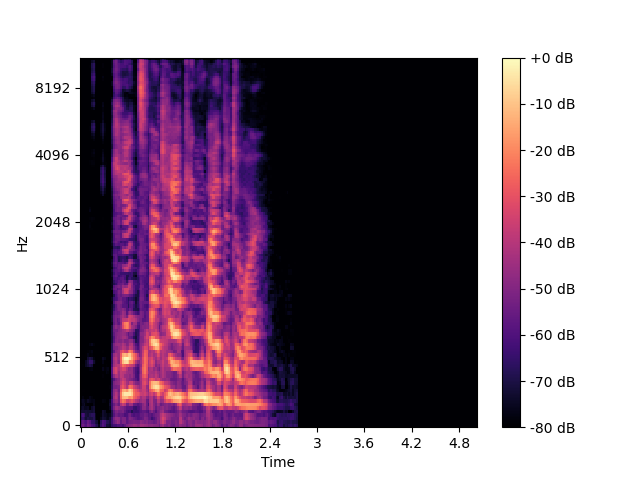 +0 dB
8192
-10 dB
4096
-20 dB
-30 dB
2048
Hz
-40 dB
1024
-50 dB
-60 dB
512
-70 dB
0
-80 dB
0 0.6 1.2 1.8 2.4 3 3.6 4.2 4.8
Time